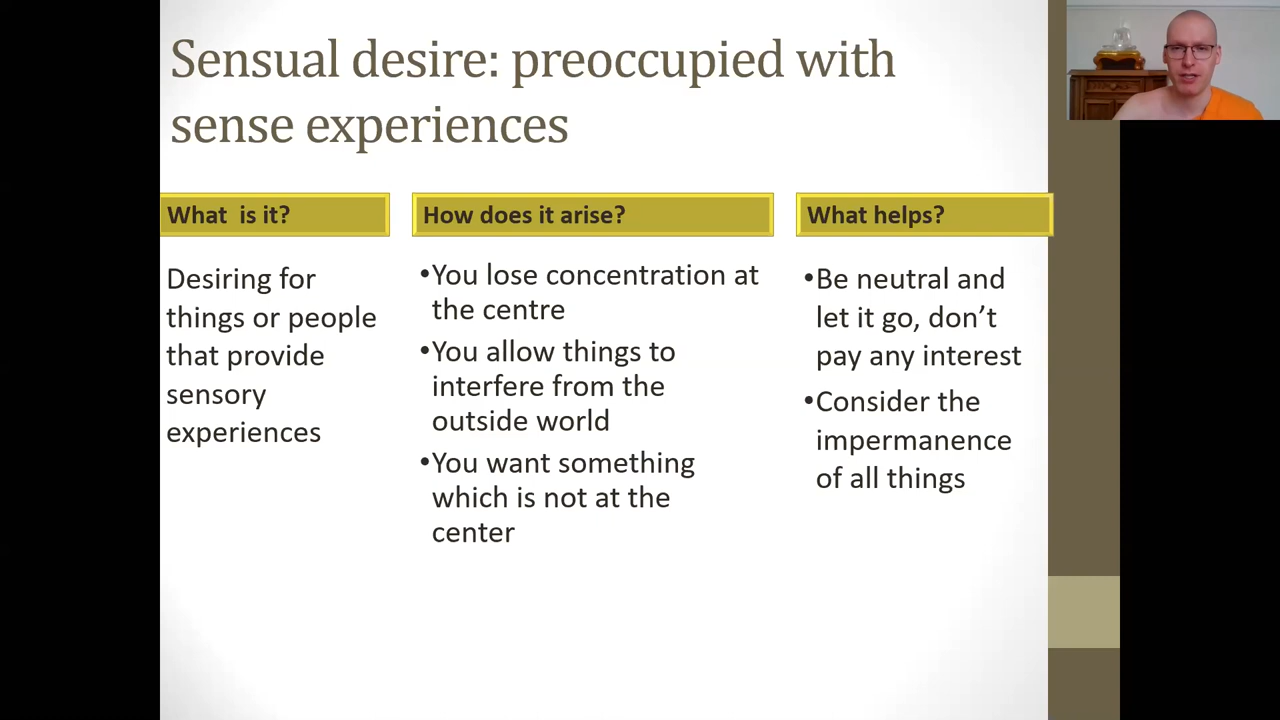 Sensual desire: preoccupied with
sense experiences
What  is it?
Desiring for
things or people
that provide
sensory
experiences
How does it arise?
•You lose concentration at
the centre
•You allow things to
interfere from the
outside world
•You want something
which is not at the
center
What helps?
•Be neutral and
let it go, don’t
pay any interest
•Consider the
impermanence
of all things